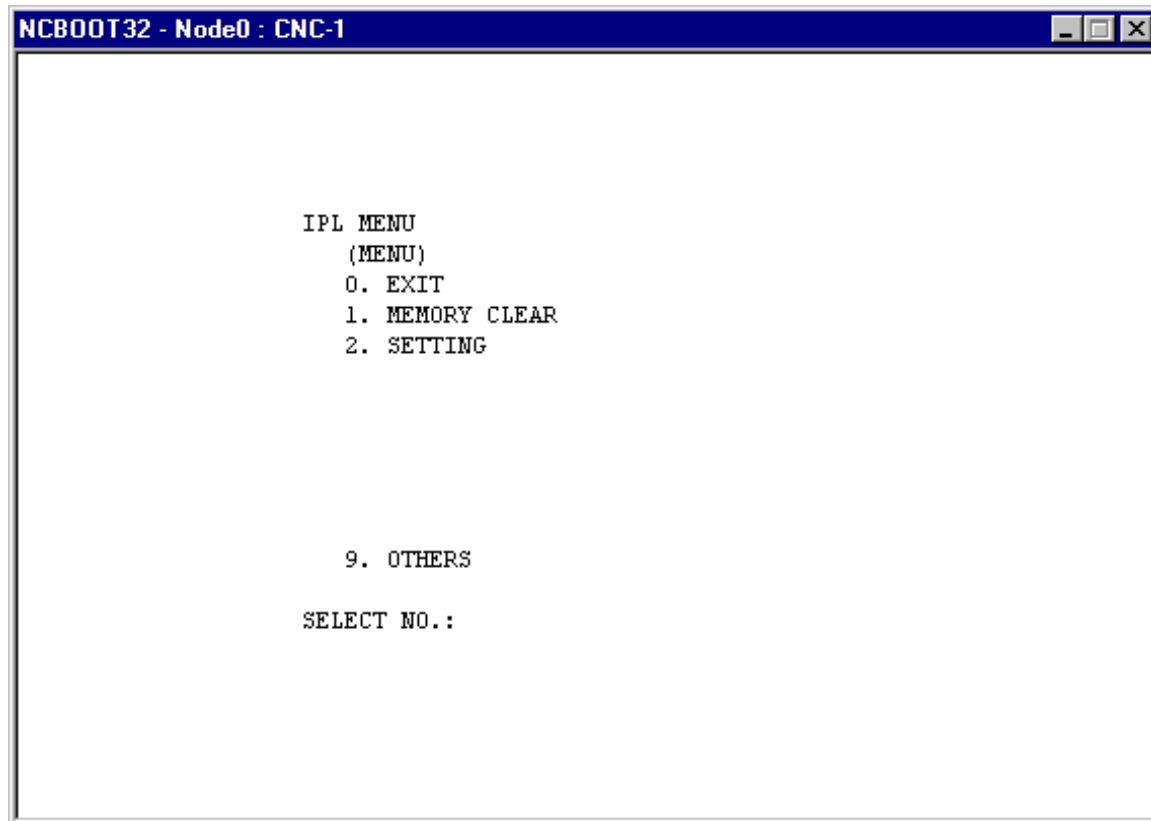 NCBOOT32 - Node0 : CNC-1
IPL MENU
(MENU)
0. EXIT
1. MEMORY CLEAR
2. SETTING
9. OTHERS
SELECT NO.: